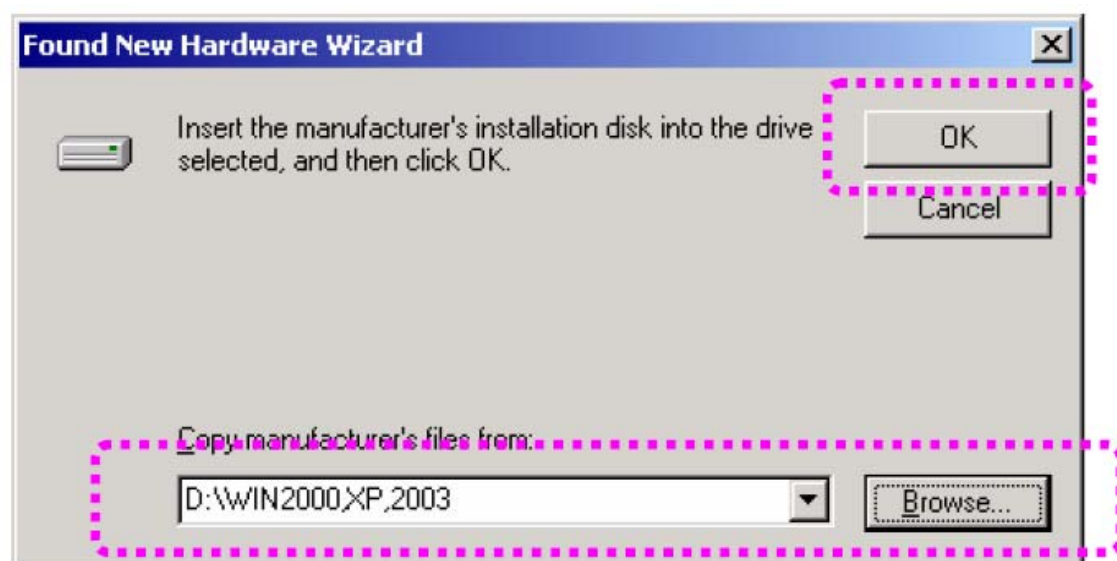 Found New Hardware Wizard
Insert the manufacturer's installation disk into the drive
selected, and then click OK.
OK
Cancel
Copy manufacturer's files from:
D:\WIN2000,XP,2003
Browse...